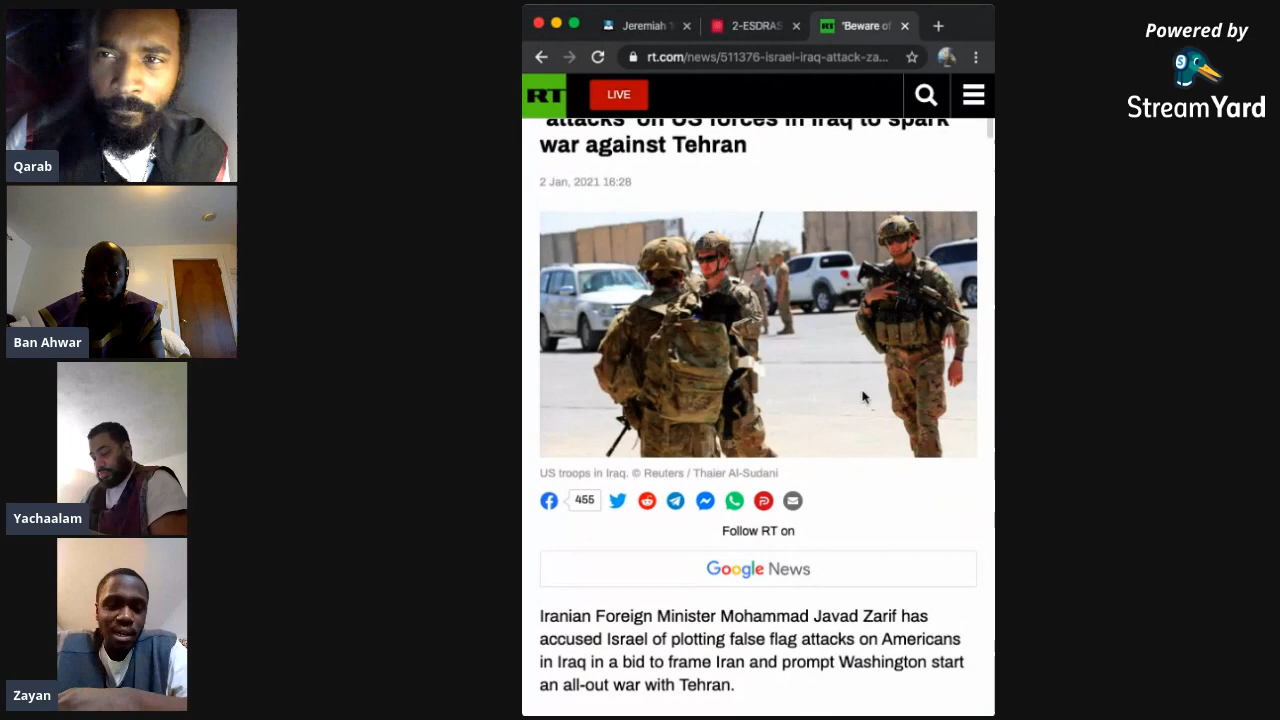 Qarab
Ban Ahwar
Yachaalam
Zayan
Jeremiah
2-ESDRAS
'Beware of
rt.com/news/511376-israel-iraq-attack-za...
RT
LIVE
'attacks' on US forces in Iraq to spark
war against Tehran
2 Jan, 2021 16:28
US troops in Iraq. © Reuters / Thaier Al-Sudani
455
Follow RT on
Google News
Iranian Foreign Minister Mohammad Javad Zarif has
accused Israel of plotting false flag attacks on Americans
in Iraq in a bid to frame Iran and prompt Washington start
an all-out war with Tehran.
Powered by
StreamYard